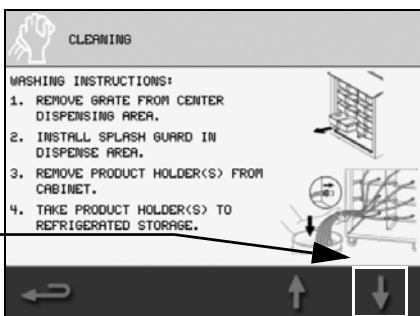 CLEANING
WASHING INSTRUCTIONS:
1. REMOVE GRATE FROM CENTER
DISPENSING AREA.
2. INSTALL SPLASH GUARD IN
DISPENSE AREA.
3. REMOVE PRODUCT HOLDER(S) FROM
CABINET.
4. TAKE PRODUCT HOLDER(S) TO
REFRIGERATED STORAGE.